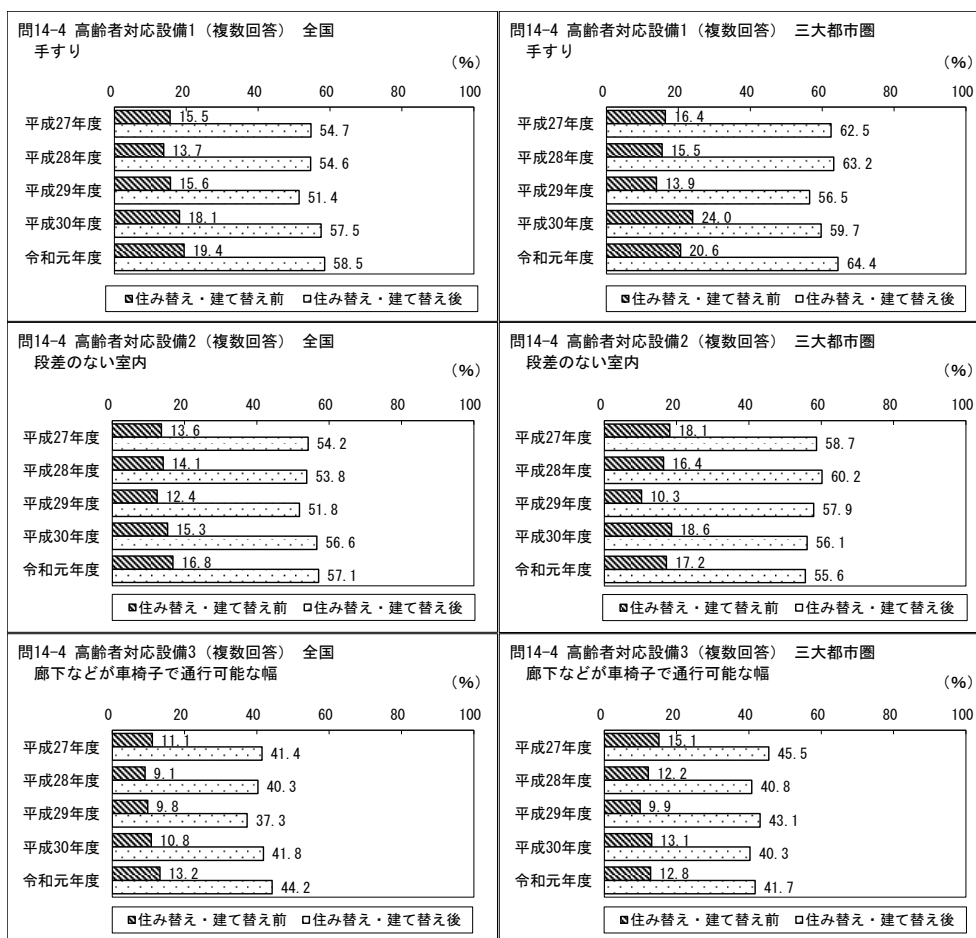 問14-4 高齢者対応設備1（複数回答） 全国
手すり
(%)
0 20 40 60 80 100
平成27年度 15.5 54.7
平成28年度 13.7 54.6
平成29年度 15.6 51.4
平成30年度 18.1 57.5
令和元年度 19.4 58.5
住み替え・建て替え前 住み替え・建て替え後
問14-4 高齢者対応設備1（複数回答） 三大都市圏
手すり
(%)
0 20 40 60 80 100
平成27年度 16.4 62.5
平成28年度 15.5 63.2
平成29年度 13.9 56.5
平成30年度 24.0 59.7
令和元年度 20.6 64.4
住み替え・建て替え前 住み替え・建て替え後
問14-4 高齢者対応設備2（複数回答） 全国
段差のない室内
(%)
0 20 40 60 80 100
平成27年度 13.6 54.2
平成28年度 14.1 53.8
平成29年度 12.4 51.8
平成30年度 15.3 56.6
令和元年度 16.8 57.1
住み替え・建て替え前 住み替え・建て替え後
問14-4 高齢者対応設備2（複数回答） 三大都市圏
段差のない室内
(%)
0 20 40 60 80 100
平成27年度 18.1 58.7
平成28年度 16.4 60.2
平成29年度 10.3 57.9
平成30年度 18.6 56.1
令和元年度 17.2 55.6
住み替え・建て替え前 住み替え・建て替え後
問14-4 高齢者対応設備3（複数回答） 全国
廊下などが車椅子で通行可能な幅
(%)
0 20 40 60 80 100
平成27年度 11.1 41.4
平成28年度 9.1 40.3
平成29年度 9.8 37.3
平成30年度 10.8 41.8
令和元年度 13.2 44.2
住み替え・建て替え前 住み替え・建て替え後
問14-4 高齢者対応設備3（複数回答） 三大都市圏
廊下などが車椅子で通行可能な幅
(%)
0 20 40 60 80 100
平成27年度 15.1 45.5
平成28年度 12.2 40.8
平成29年度 9.9 43.1
平成30年度 13.1 40.3
令和元年度 12.8 41.7
住み替え・建て替え前 住み替え・建て替え後